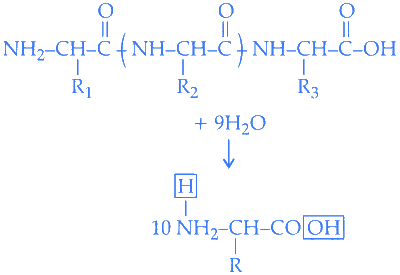 O O O
NH₂–CH–C–(NH–CH–C)–NH–CH–C–OH
R₁ R₂ R₃
+ 9H₂O
H
10 NH₂–CH–CO OH
R